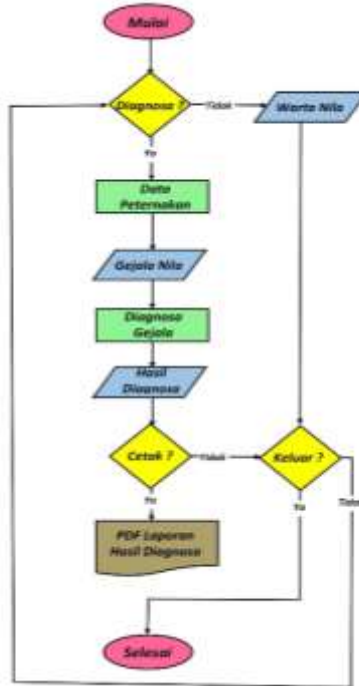 Mulai
Diagnosa ?
Tidak
Warta Nila
Ya
Data
Peternakan
Gejala Nila
Diagnosa
Gejala
Hasil
Diagnosa
Cetak ?
Tidak
Keluar ?
Ya
Ya
Tidak
PDF Laporan
Hasil Diagnosa
Selesai